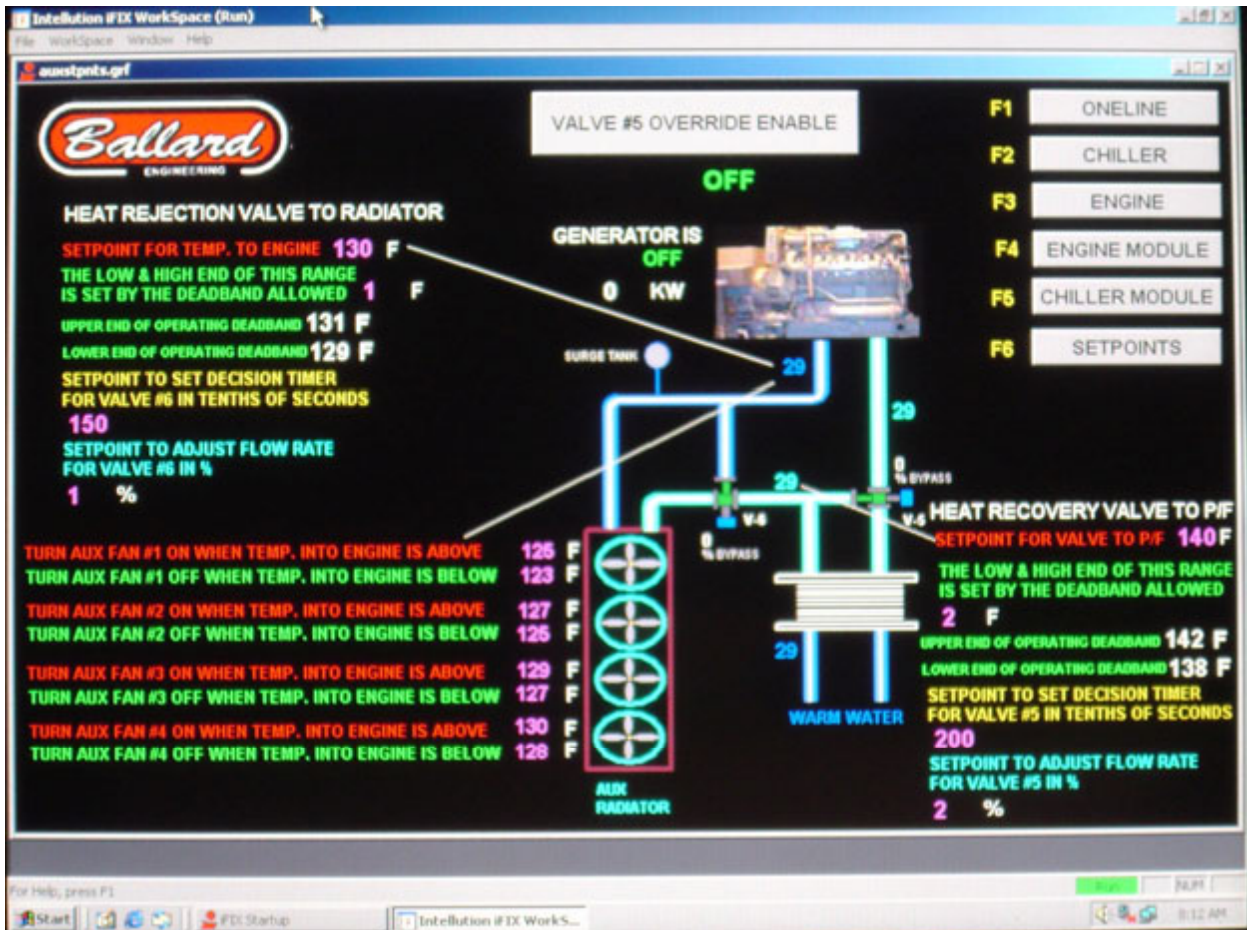 Intellution iFIX WorkSpace (Run)
File WorkSpace Window Help
auxstpnts.grf
Ballard
ENGINEERING
VALVE #5 OVERRIDE ENABLE
OFF
F1 ONELINE
F2 CHILLER
F3 ENGINE
F4 ENGINE MODULE
F5 CHILLER MODULE
F6 SETPOINTS
HEAT REJECTION VALVE TO RADIATOR
SETPOINT FOR TEMP. TO ENGINE 130 F
THE LOW & HIGH END OF THIS RANGE
IS SET BY THE DEADBAND ALLOWED 1 F
UPPER END OF OPERATING DEADBAND 131 F
LOWER END OF OPERATING DEADBAND 129 F
SETPOINT TO SET DECISION TIMER
FOR VALVE #6 IN TENTHS OF SECONDS
150
SETPOINT TO ADJUST FLOW RATE
FOR VALVE #6 IN %
1 %
GENERATOR IS
OFF
0 KW
SURGE TANK
29
29
29
0
% BYPASS
V-5
V-6
0
% BYPASS
29
WARM WATER
TURN AUX FAN #1 ON WHEN TEMP. INTO ENGINE IS ABOVE 125 F
TURN AUX FAN #1 OFF WHEN TEMP. INTO ENGINE IS BELOW 123 F
TURN AUX FAN #2 ON WHEN TEMP. INTO ENGINE IS ABOVE 127 F
TURN AUX FAN #2 OFF WHEN TEMP. INTO ENGINE IS BELOW 125 F
TURN AUX FAN #3 ON WHEN TEMP. INTO ENGINE IS ABOVE 129 F
TURN AUX FAN #3 OFF WHEN TEMP. INTO ENGINE IS BELOW 127 F
TURN AUX FAN #4 ON WHEN TEMP. INTO ENGINE IS ABOVE 130 F
TURN AUX FAN #4 OFF WHEN TEMP. INTO ENGINE IS BELOW 128 F
AUX
RADIATOR
HEAT RECOVERY VALVE TO P/F
SETPOINT FOR VALVE TO P/F 140 F
THE LOW & HIGH END OF THIS RANGE
IS SET BY THE DEADBAND ALLOWED
2 F
UPPER END OF OPERATING DEADBAND 142 F
LOWER END OF OPERATING DEADBAND 138 F
SETPOINT TO SET DECISION TIMER
FOR VALVE #5 IN TENTHS OF SECONDS
200
SETPOINT TO ADJUST FLOW RATE
FOR VALVE #5 IN %
2 %
For Help, press F1
NUM
Start
iFIX Startup
Intellution iFIX WorkS...
8:12 AM